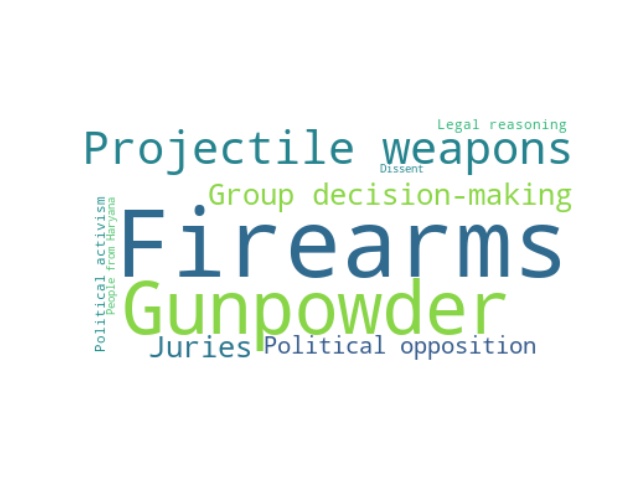 Legal reasoning
Projectile weapons
Dissent
Group decision-making
Political activism
People from Haryana
Firearms
Gunpowder
Juries
Political opposition